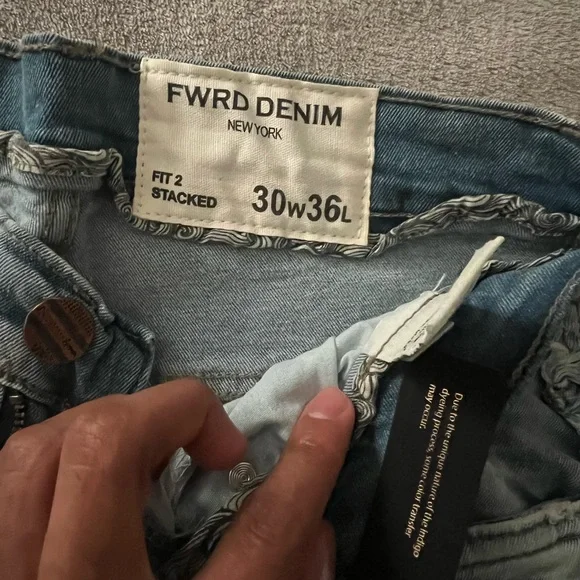 FWRD DENIM
NEW YORK
FIT 2
STACKED
30W36L
Due to the unique nature of the Indigo
dyeing process, some color transfer
may occur.